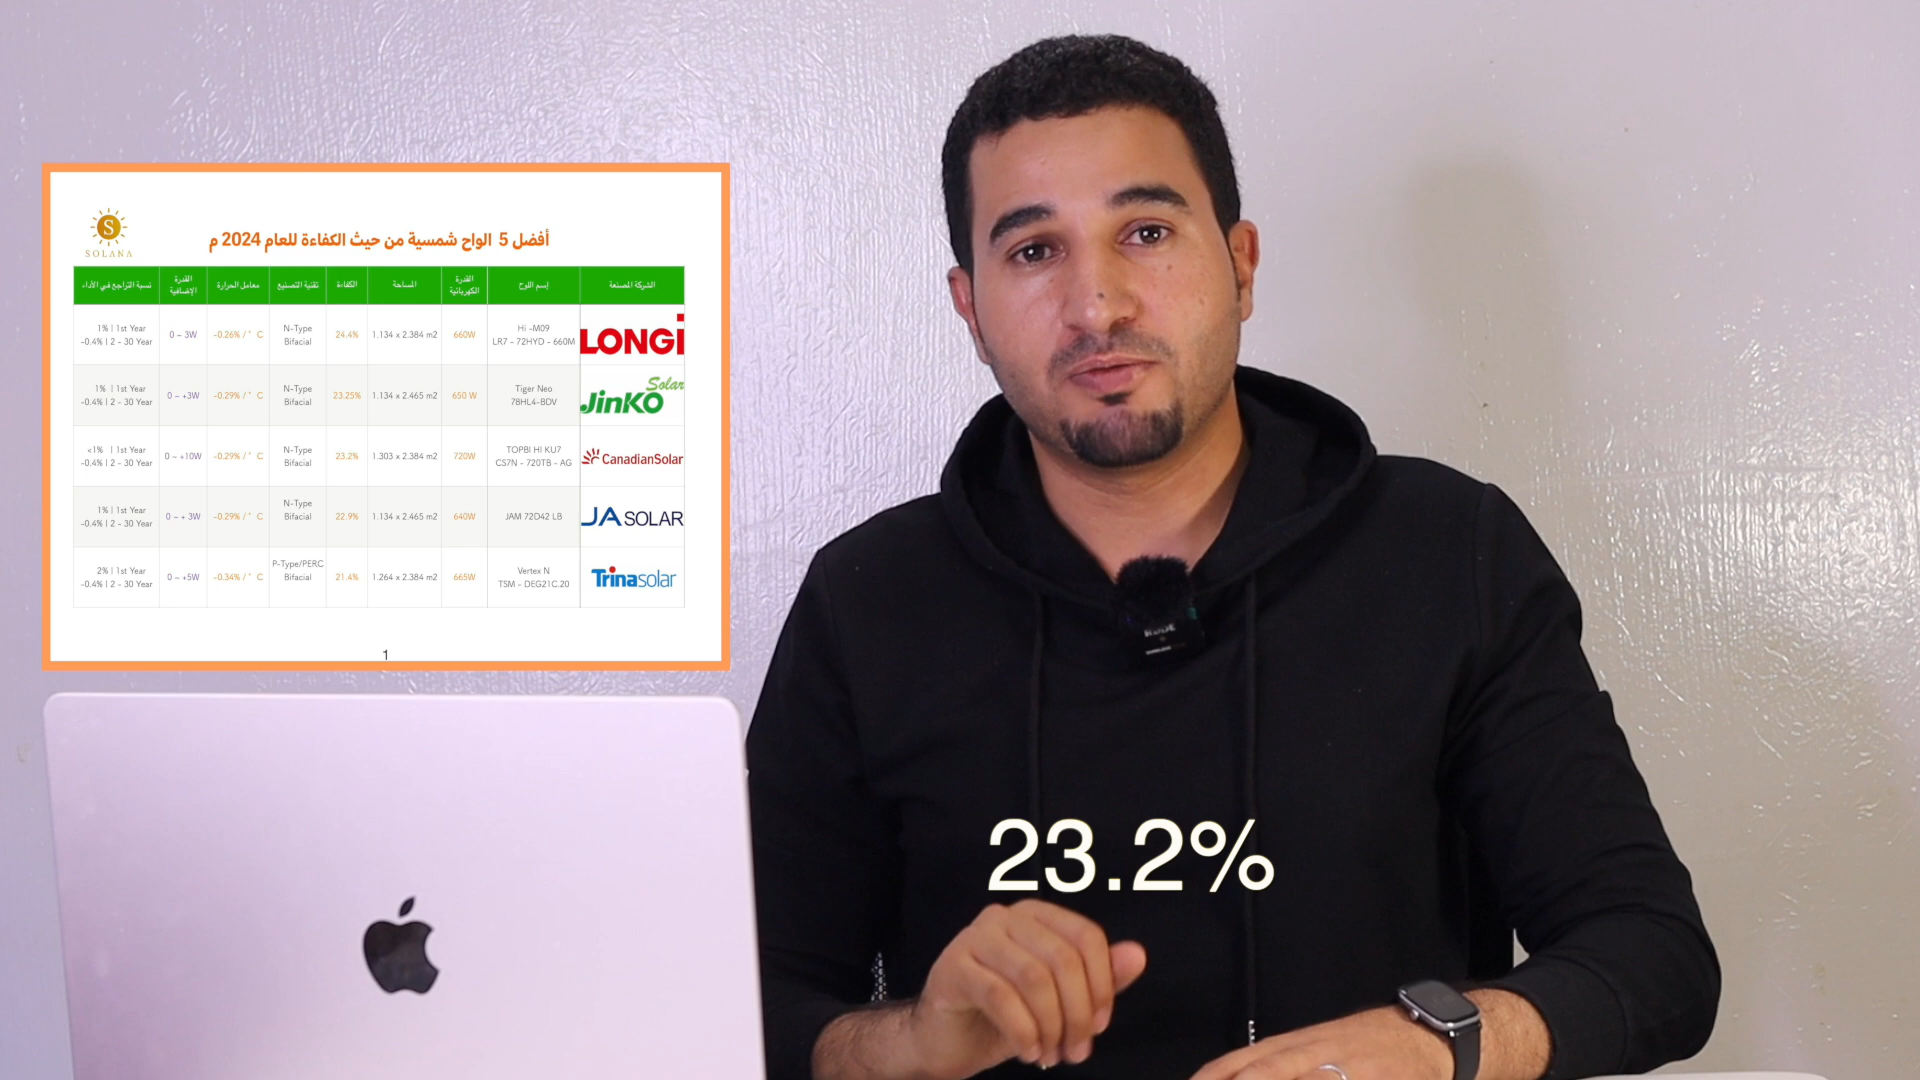 S
SOLANA
أفضل 5 الواح شمسية من حيث الكفاءة للعام 2024 م
الشركة المصنعة
إسم اللوح
القدرة
الكهربائية
المساحة
الكفاءة
تقنية التصنيع
معامل الحرارة
القدرة
الإضافية
نسبة التراجع في الأداء
LONGi
Hi -M09
LR7 - 72HYD - 660M
660W
1.134 x 2.384 m2
24.4%
N-Type
Bifacial
-0.26% / ° C
0 ~ 3W
1% | 1st Year
-0.4% | 2 - 30 Year
JinKO
Solar
Tiger Neo
78HL4-BDV
650 W
1.134 x 2.465 m2
23.25%
N-Type
Bifacial
-0.29% / ° C
0 ~ +3W
1% | 1st Year
-0.4% | 2 - 30 Year
CanadianSolar
TOPBI HI KU7
CS7N - 720TB - AG
720W
1.303 x 2.384 m2
23.2%
N-Type
Bifacial
-0.29% / ° C
0 ~ +10W
<1% | 1st Year
-0.4% | 2 - 30 Year
JA SOLAR
JAM 72D42 LB
640W
1.134 x 2.465 m2
22.9%
N-Type
Bifacial
-0.29% / ° C
0 ~ + 3W
1% | 1st Year
-0.4% | 2 - 30 Year
Trinasolar
Vertex N
TSM - DEG21C.20
665W
1.264 x 2.384 m2
21.4%
P-Type/PERC
Bifacial
-0.34% / ° C
0 ~ +5W
2% | 1st Year
-0.4% | 2 - 30 Year
1
RØDE
23.2%